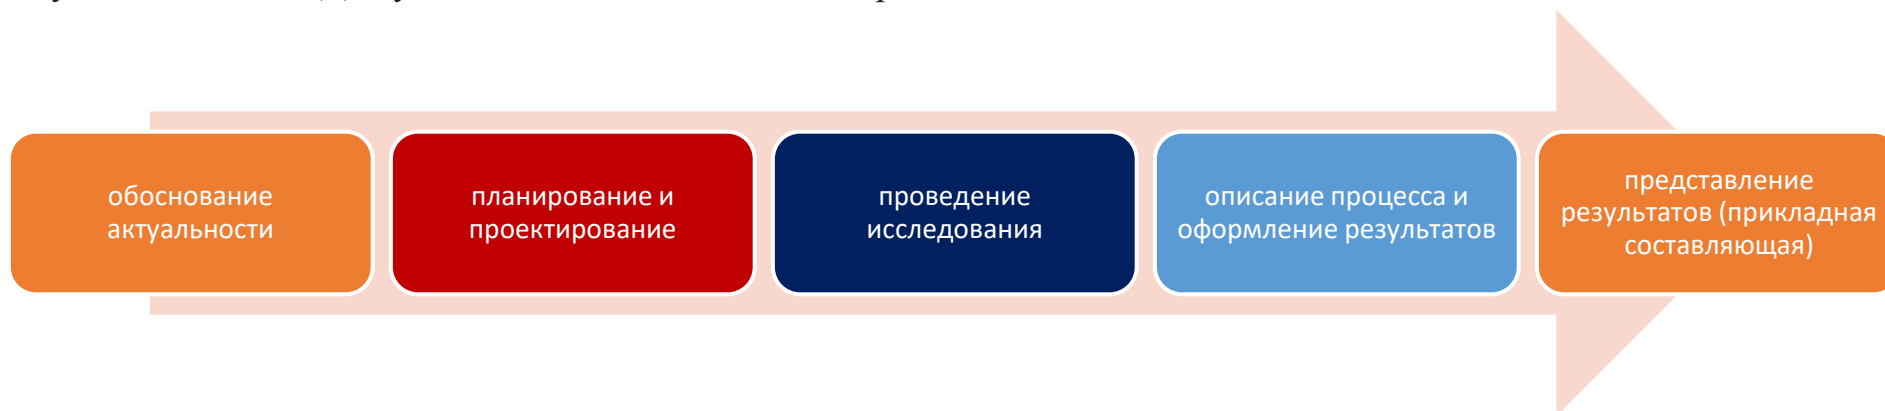 обоснование
актуальности
планирование и
проектирование
проведение
исследования
описание процесса и
оформление результатов
представление
результатов (прикладная
составляющая)